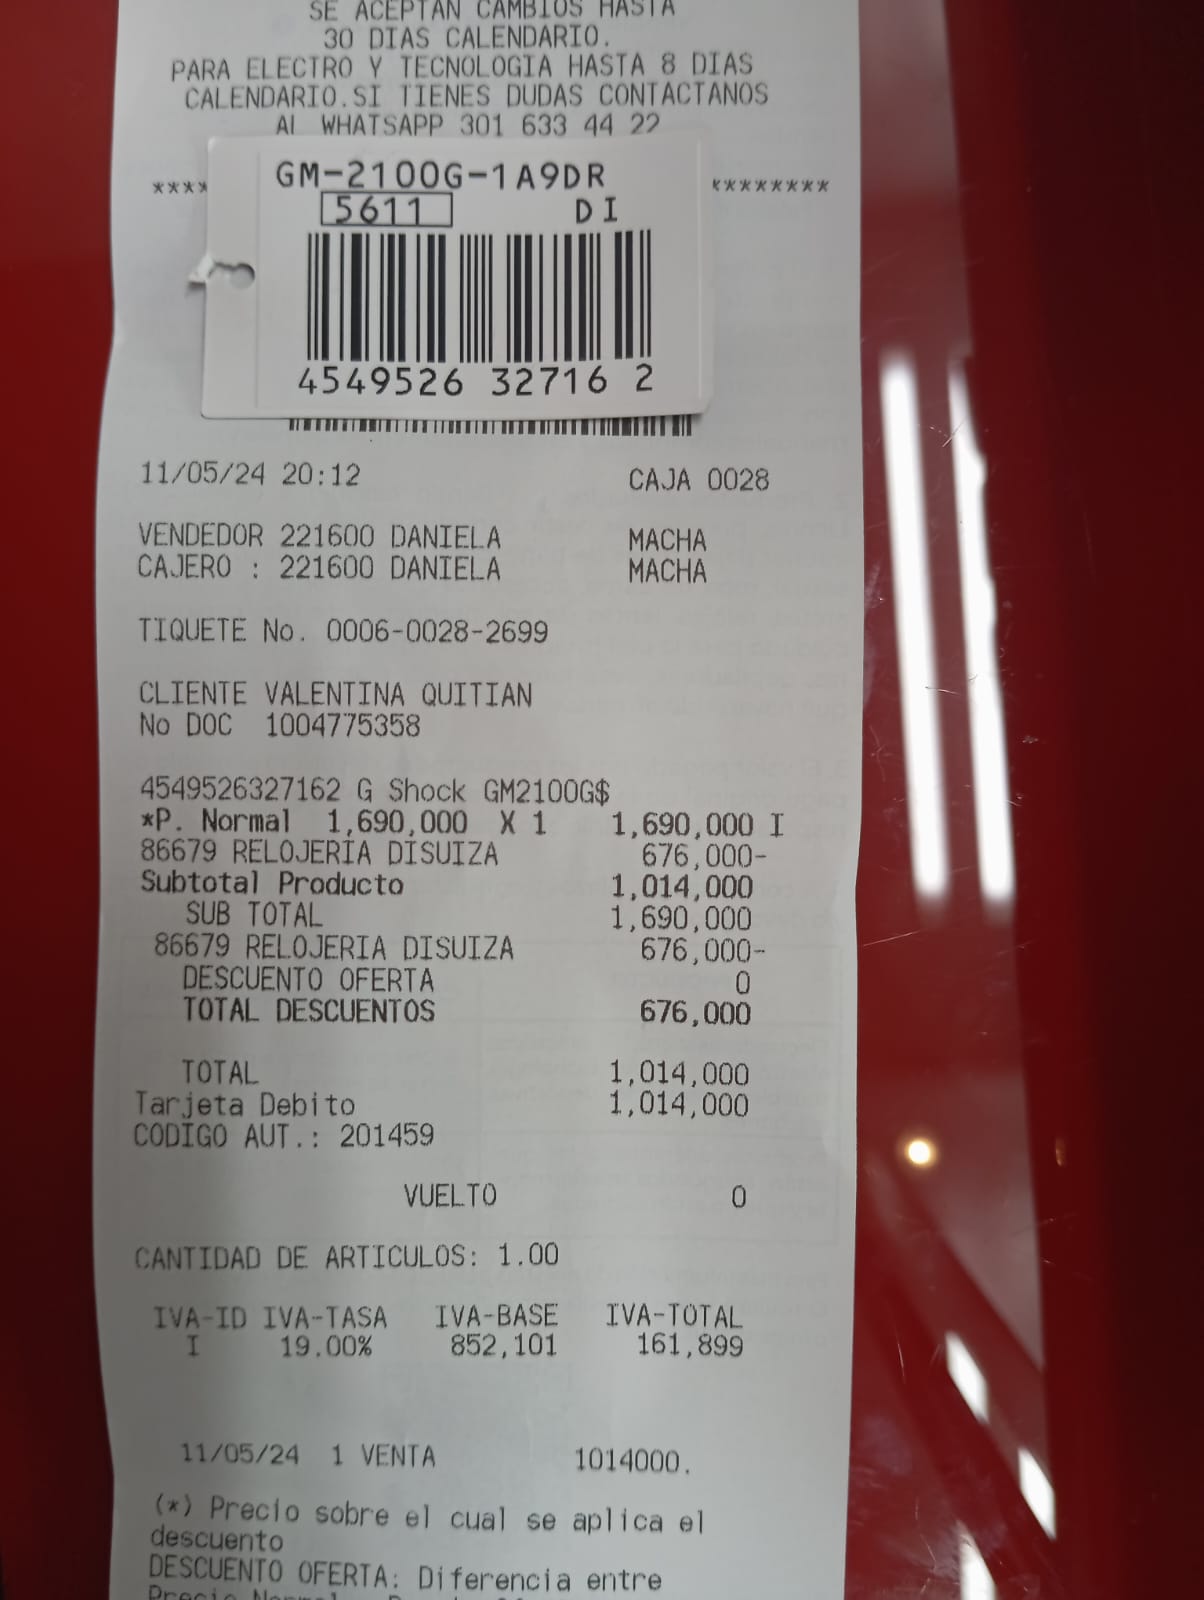 SE ACEPTAN CAMBIOS HASTA
30 DIAS CALENDARIO.
PARA ELECTRO Y TECNOLOGIA HASTA 8 DIAS
CALENDARIO.SI TIENES DUDAS CONTACTANOS
AL WHATSAPP 301 633 44 22
**** ********
GM-2100G-1A9DR
5611 DI
4549526 32716 2
11/05/24 20:12 CAJA 0028
VENDEDOR 221600 DANIELA MACHA
CAJERO : 221600 DANIELA MACHA
TIQUETE No. 0006-0028-2699
CLIENTE VALENTINA QUITIAN
No DOC 1004775358
4549526327162 G Shock GM2100G$
*P. Normal 1,690,000 X 1 1,690,000 I
86679 RELOJERIA DISUIZA 676,000-
Subtotal Producto 1,014,000
SUB TOTAL 1,690,000
86679 RELOJERIA DISUIZA 676,000-
DESCUENTO OFERTA 0
TOTAL DESCUENTOS 676,000
TOTAL 1,014,000
Tarjeta Debito 1,014,000
CODIGO AUT.: 201459
VUELTO 0
CANTIDAD DE ARTICULOS: 1.00
IVA-ID IVA-TASA IVA-BASE IVA-TOTAL
I 19.00% 852,101 161,899
11/05/24 1 VENTA 1014000.
(*) Precio sobre el cual se aplica el
descuento
DESCUENTO OFERTA: Diferencia entre
Precio Normal